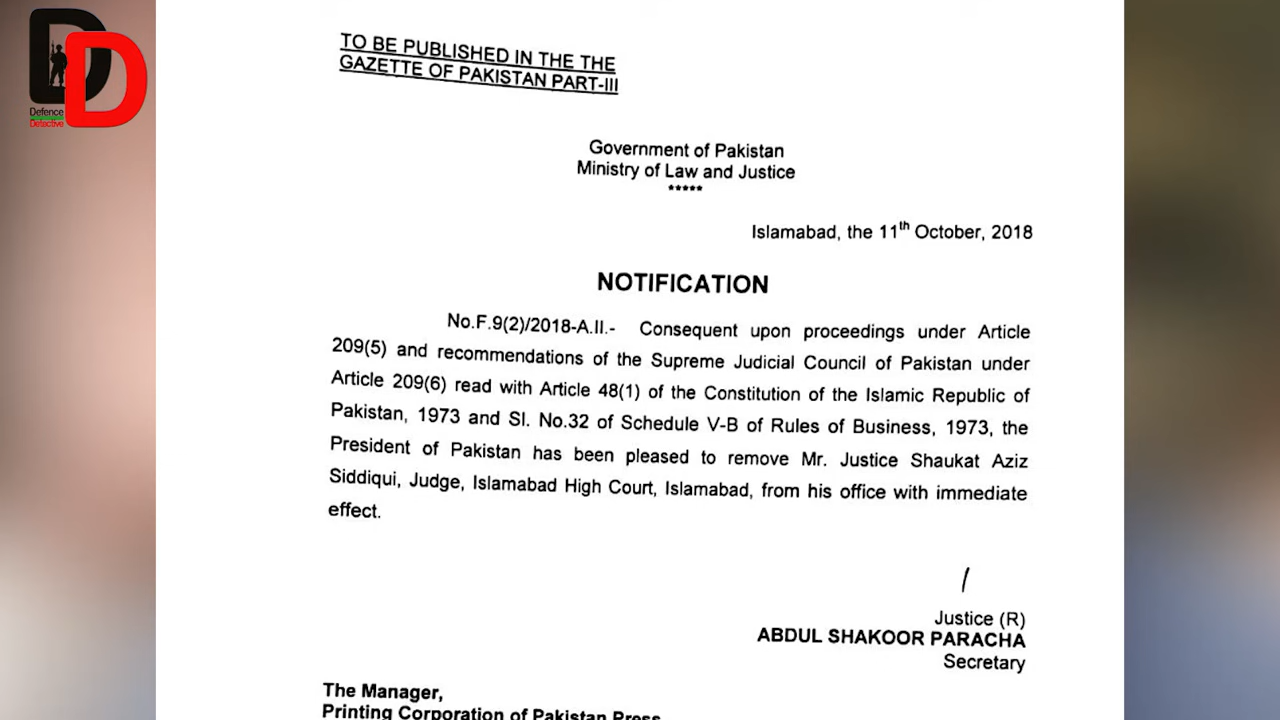 DD
Defence
Detective
TO BE PUBLISHED IN THE THE
GAZETTE OF PAKISTAN PART-III
Government of Pakistan
Ministry of Law and Justice
*****
Islamabad, the 11th October, 2018
NOTIFICATION
No.F.9(2)/2018-A.II.- Consequent upon proceedings under Article
209(5) and recommendations of the Supreme Judicial Council of Pakistan under
Article 209(6) read with Article 48(1) of the Constitution of the Islamic Republic of
Pakistan, 1973 and Sl. No.32 of Schedule V-B of Rules of Business, 1973, the
President of Pakistan has been pleased to remove Mr. Justice Shaukat Aziz
Siddiqui, Judge, Islamabad High Court, Islamabad, from his office with immediate
effect.
Justice (R)
ABDUL SHAKOOR PARACHA
Secretary
The Manager,
Printing Corporation of Pakistan Press